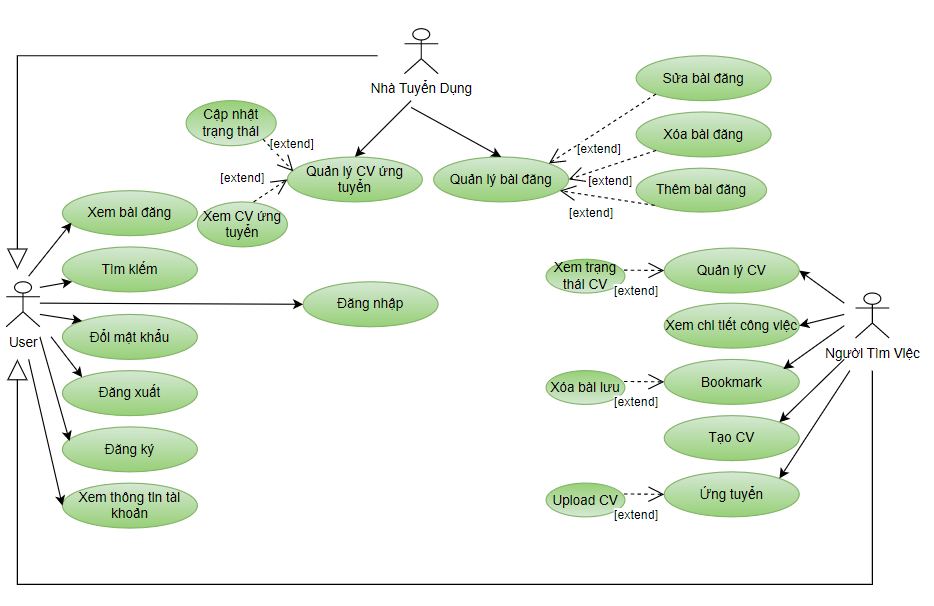 Nhà Tuyển Dụng
Sửa bài đăng
Cập nhật
trạng thái
Xóa bài đăng
[extend]
[extend]
Quản lý CV ứng
tuyển
Quản lý bài đăng
[extend]
[extend]
Thêm bài đăng
[extend]
Xem bài đăng
Xem CV ứng
tuyển
Tìm kiếm
Xem trạng
thái CV
[extend]
Quản lý CV
Đăng nhập
User
Đổi mật khẩu
Xem chi tiết công việc
Người Tìm Việc
Đăng xuất
Xóa bài lưu
[extend]
Bookmark
Đăng ký
Tạo CV
Xem thông tin tài
khoản
Upload CV
[extend]
Ứng tuyển